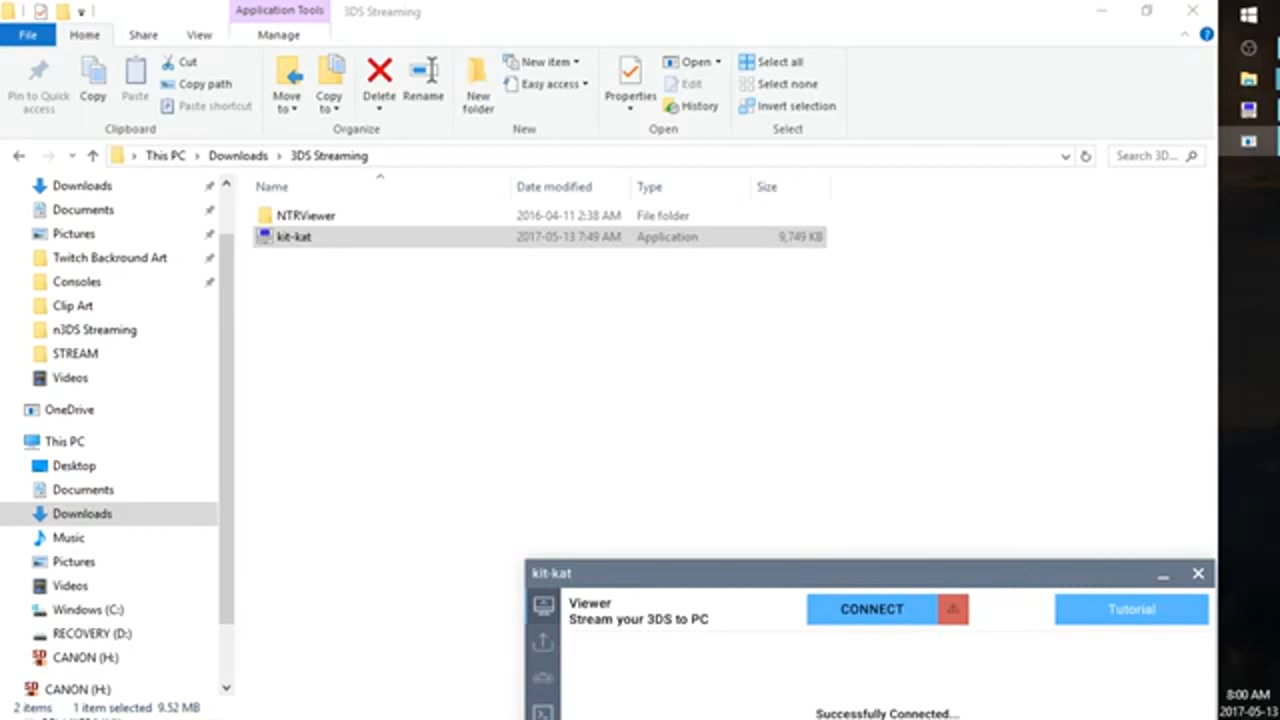 Application Tools
3DS Streaming
File
Home
Share
View
Manage
Pin to Quick access
Copy
Paste
Cut
Copy path
Paste shortcut
Clipboard
Move to
Copy to
Delete
Rename
Organize
New folder
New item
Easy access
New
Properties
Open
Edit
History
Open
Select all
Select none
Invert selection
Select
This PC > Downloads > 3DS Streaming
Search 3D...
Name
Date modified
Type
Size
NTRViewer 2016-04-11 2:38 AM File folder
kit-kat 2017-05-13 7:49 AM Application 9,749 KB
Downloads
Documents
Pictures
Twitch Backround Art
Consoles
Clip Art
n3DS Streaming
STREAM
Videos
OneDrive
This PC
Desktop
Documents
Downloads
Music
Pictures
Videos
Windows (C:)
RECOVERY (D:)
CANON (H:)
CANON (H:)
2 items 1 item selected 9.52 MB
kit-kat
Viewer
Stream your 3DS to PC
CONNECT
Tutorial
Successfully Connected...
8:00 AM
2017-05-13